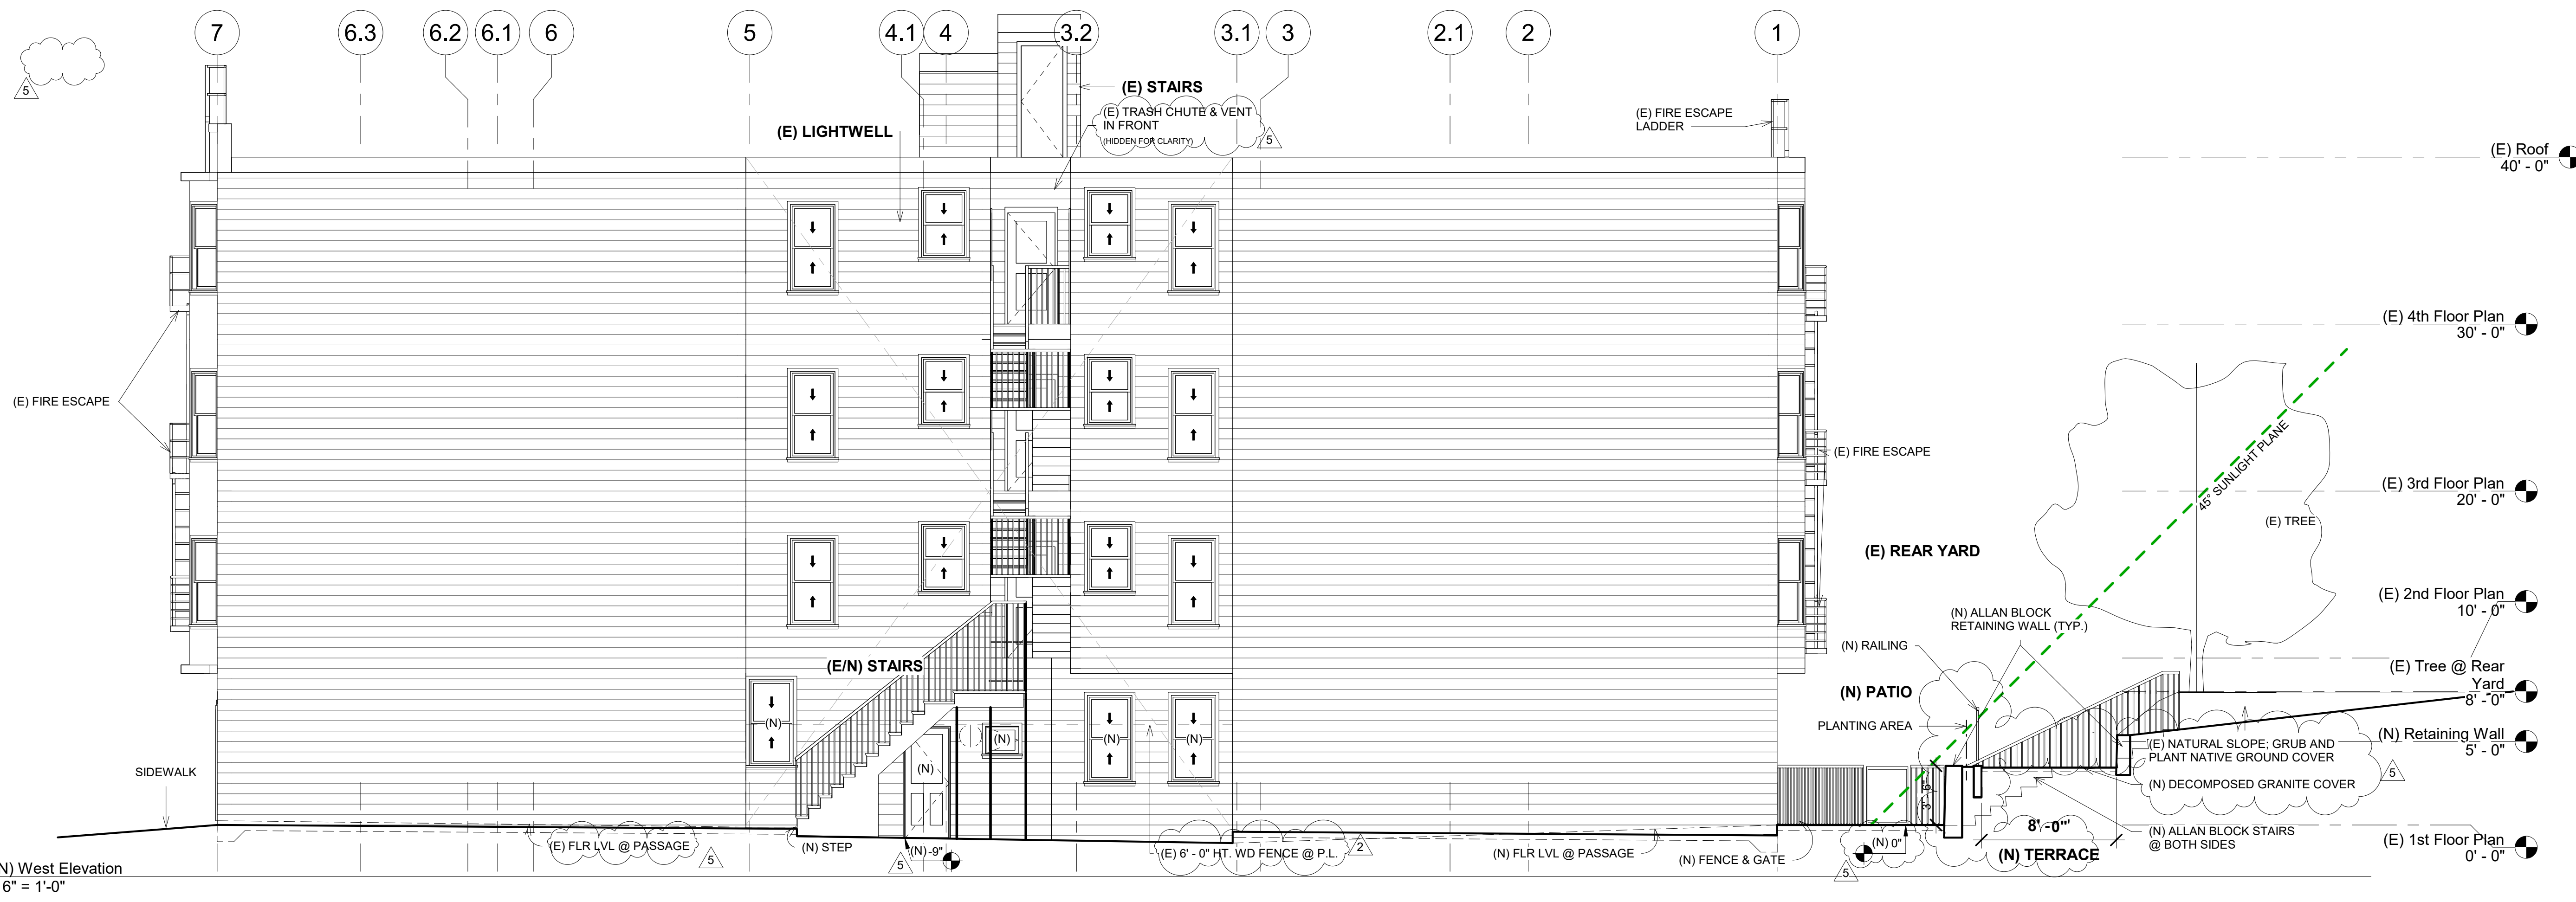 7
6.3
6.2
6.1
6
5
4.1
4
3.2
3.1
3
2.1
2
1
5
(E) STAIRS
(E) TRASH CHUTE & VENT
IN FRONT
(HIDDEN FOR CLARITY)
5
(E) LIGHTWELL
(E) FIRE ESCAPE
LADDER
(E) Roof
40' - 0"
(E) 4th Floor Plan
30' - 0"
(E) FIRE ESCAPE
(E) FIRE ESCAPE
45° SUNLIGHT PLANE
(E) 3rd Floor Plan
20' - 0"
(E) TREE
(E) REAR YARD
(E) 2nd Floor Plan
10' - 0"
(N) ALLAN BLOCK
RETAINING WALL (TYP.)
(N) RAILING
(E/N) STAIRS
(E) Tree @ Rear
Yard
8' - 0"
(N) PATIO
PLANTING AREA
(N)
(N)
(N)
(N)
(N)
(N) Retaining Wall
5' - 0"
(E) NATURAL SLOPE; GRUB AND
PLANT NATIVE GROUND COVER
5
(N) DECOMPOSED GRANITE COVER
SIDEWALK
3' 6"
8' -0"
(N) ALLAN BLOCK STAIRS
@ BOTH SIDES
(E) 1st Floor Plan
0' - 0"
(E) FLR LVL @ PASSAGE
5
(N) STEP
5
(N) -9"
(E) 6' - 0" HT. WD FENCE @ P.L.
2
(N) FLR LVL @ PASSAGE
(N) FENCE & GATE
(N) 0"
5
(N) TERRACE
N) West Elevation
6" = 1'-0"